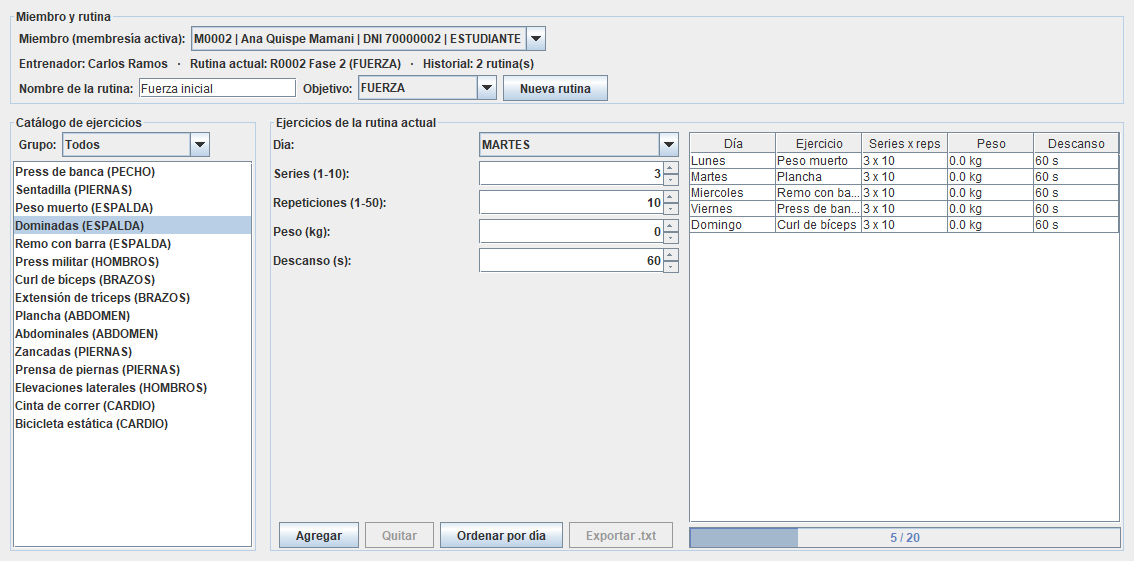 Miembro y rutina
Miembro (membresía activa): M0002 | Ana Quispe Mamani | DNI 70000002 | ESTUDIANTE
Entrenador: Carlos Ramos · Rutina actual: R0002 Fase 2 (FUERZA) · Historial: 2 rutina(s)
Nombre de la rutina: Fuerza inicial Objetivo: FUERZA Nueva rutina
Catálogo de ejercicios
Grupo: Todos
Press de banca (PECHO)
Sentadilla (PIERNAS)
Peso muerto (ESPALDA)
Dominadas (ESPALDA)
Remo con barra (ESPALDA)
Press militar (HOMBROS)
Curl de bíceps (BRAZOS)
Extensión de tríceps (BRAZOS)
Plancha (ABDOMEN)
Abdominales (ABDOMEN)
Zancadas (PIERNAS)
Prensa de piernas (PIERNAS)
Elevaciones laterales (HOMBROS)
Cinta de correr (CARDIO)
Bicicleta estática (CARDIO)
Ejercicios de la rutina actual
Día: MARTES
Series (1-10): 3
Repeticiones (1-50): 10
Peso (kg): 0
Descanso (s): 60
Agregar Quitar Ordenar por día Exportar .txt
Día Ejercicio Series x reps Peso Descanso
Lunes Peso muerto 3 x 10 0.0 kg 60 s
Martes Plancha 3 x 10 0.0 kg 60 s
Miercoles Remo con ba... 3 x 10 0.0 kg 60 s
Viernes Press de ban... 3 x 10 0.0 kg 60 s
Domingo Curl de bíceps 3 x 10 0.0 kg 60 s
5 / 20